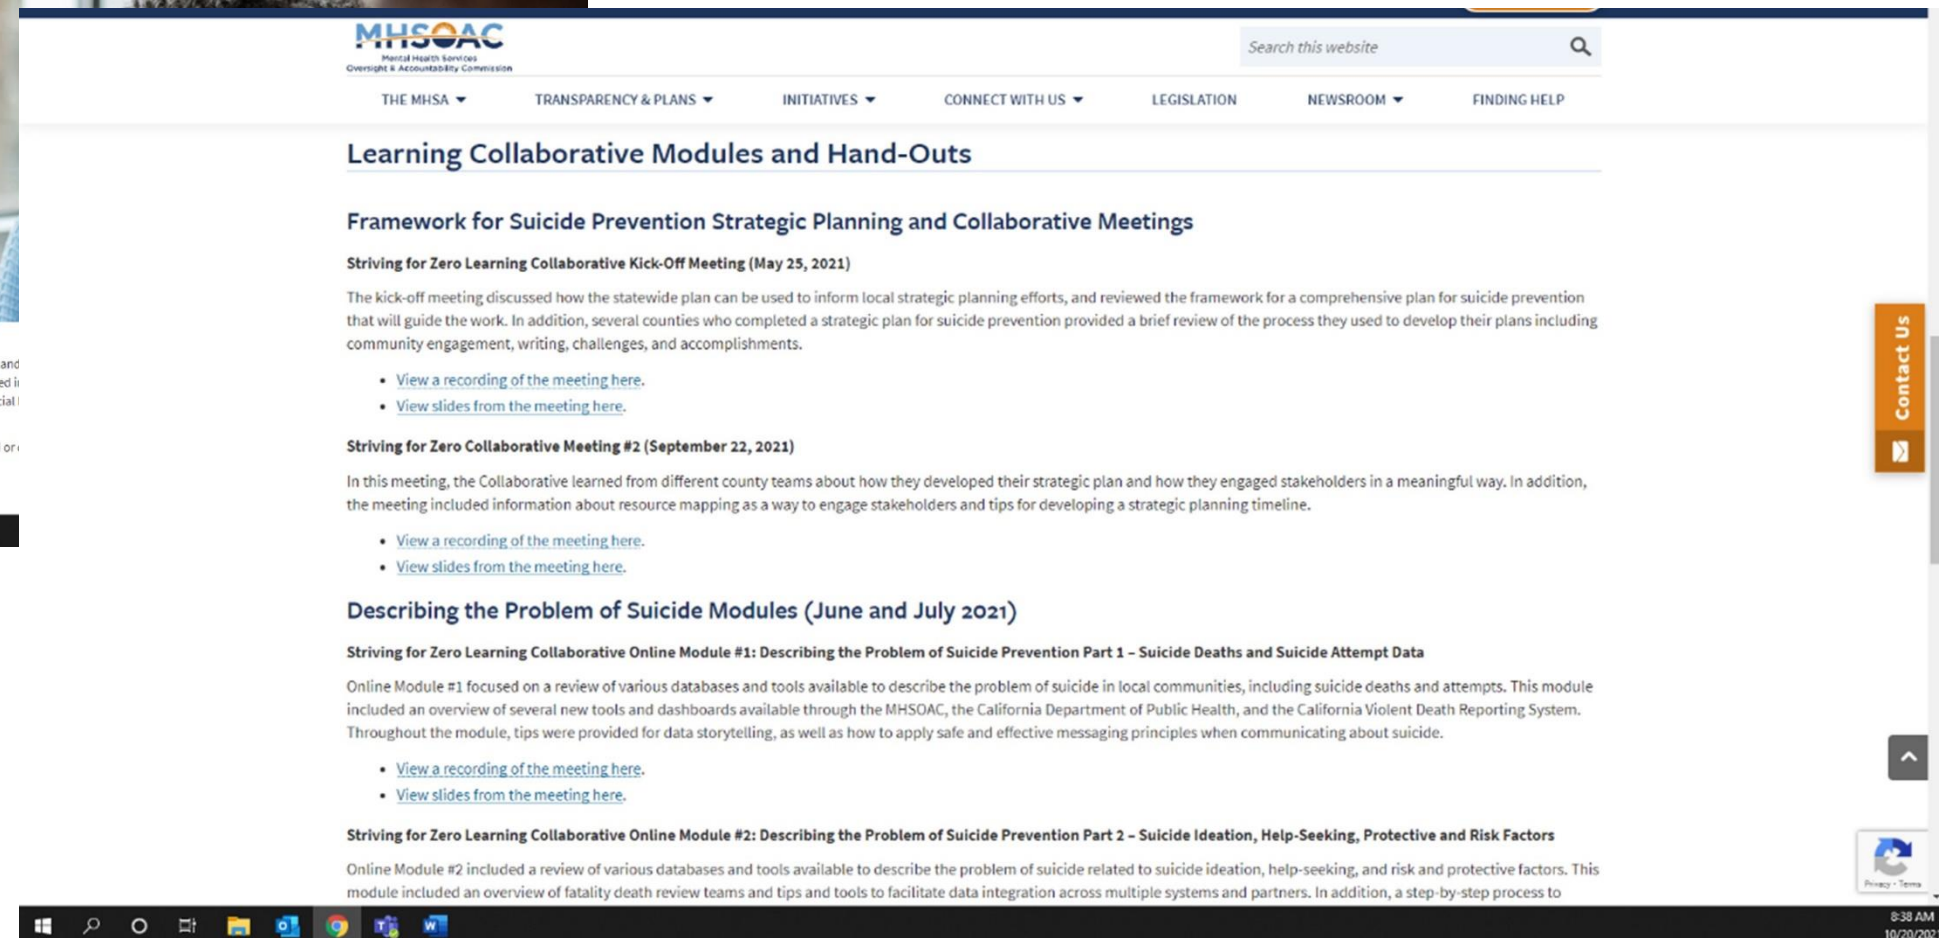 MHSOAC
Mental Health Services
Oversight & Accountability Commission
Search this website
THE MHSA
TRANSPARENCY & PLANS
INITIATIVES
CONNECT WITH US
LEGISLATION
NEWSROOM
FINDING HELP
Learning Collaborative Modules and Hand-Outs
Framework for Suicide Prevention Strategic Planning and Collaborative Meetings
Striving for Zero Learning Collaborative Kick-Off Meeting (May 25, 2021)
The kick-off meeting discussed how the statewide plan can be used to inform local strategic planning efforts, and reviewed the framework for a comprehensive plan for suicide prevention
that will guide the work. In addition, several counties who completed a strategic plan for suicide prevention provided a brief review of the process they used to develop their plans including
community engagement, writing, challenges, and accomplishments.
• View a recording of the meeting here.
• View slides from the meeting here.
Striving for Zero Collaborative Meeting #2 (September 22, 2021)
In this meeting, the Collaborative learned from different county teams about how they developed their strategic plan and how they engaged stakeholders in a meaningful way. In addition,
the meeting included information about resource mapping as a way to engage stakeholders and tips for developing a strategic planning timeline.
• View a recording of the meeting here.
• View slides from the meeting here.
Describing the Problem of Suicide Modules (June and July 2021)
Striving for Zero Learning Collaborative Online Module #1: Describing the Problem of Suicide Prevention Part 1 – Suicide Deaths and Suicide Attempt Data
Online Module #1 focused on a review of various databases and tools available to describe the problem of suicide in local communities, including suicide deaths and attempts. This module
included an overview of several new tools and dashboards available through the MHSOAC, the California Department of Public Health, and the California Violent Death Reporting System.
Throughout the module, tips were provided for data storytelling, as well as how to apply safe and effective messaging principles when communicating about suicide.
• View a recording of the meeting here.
• View slides from the meeting here.
Striving for Zero Learning Collaborative Online Module #2: Describing the Problem of Suicide Prevention Part 2 – Suicide Ideation, Help-Seeking, Protective and Risk Factors
Online Module #2 included a review of various databases and tools available to describe the problem of suicide related to suicide ideation, help-seeking, and risk and protective factors. This
module included an overview of fatality death review teams and tips and tools to facilitate data integration across multiple systems and partners. In addition, a step-by-step process to
Contact Us
Privacy - Terms
8:38 AM
and
or